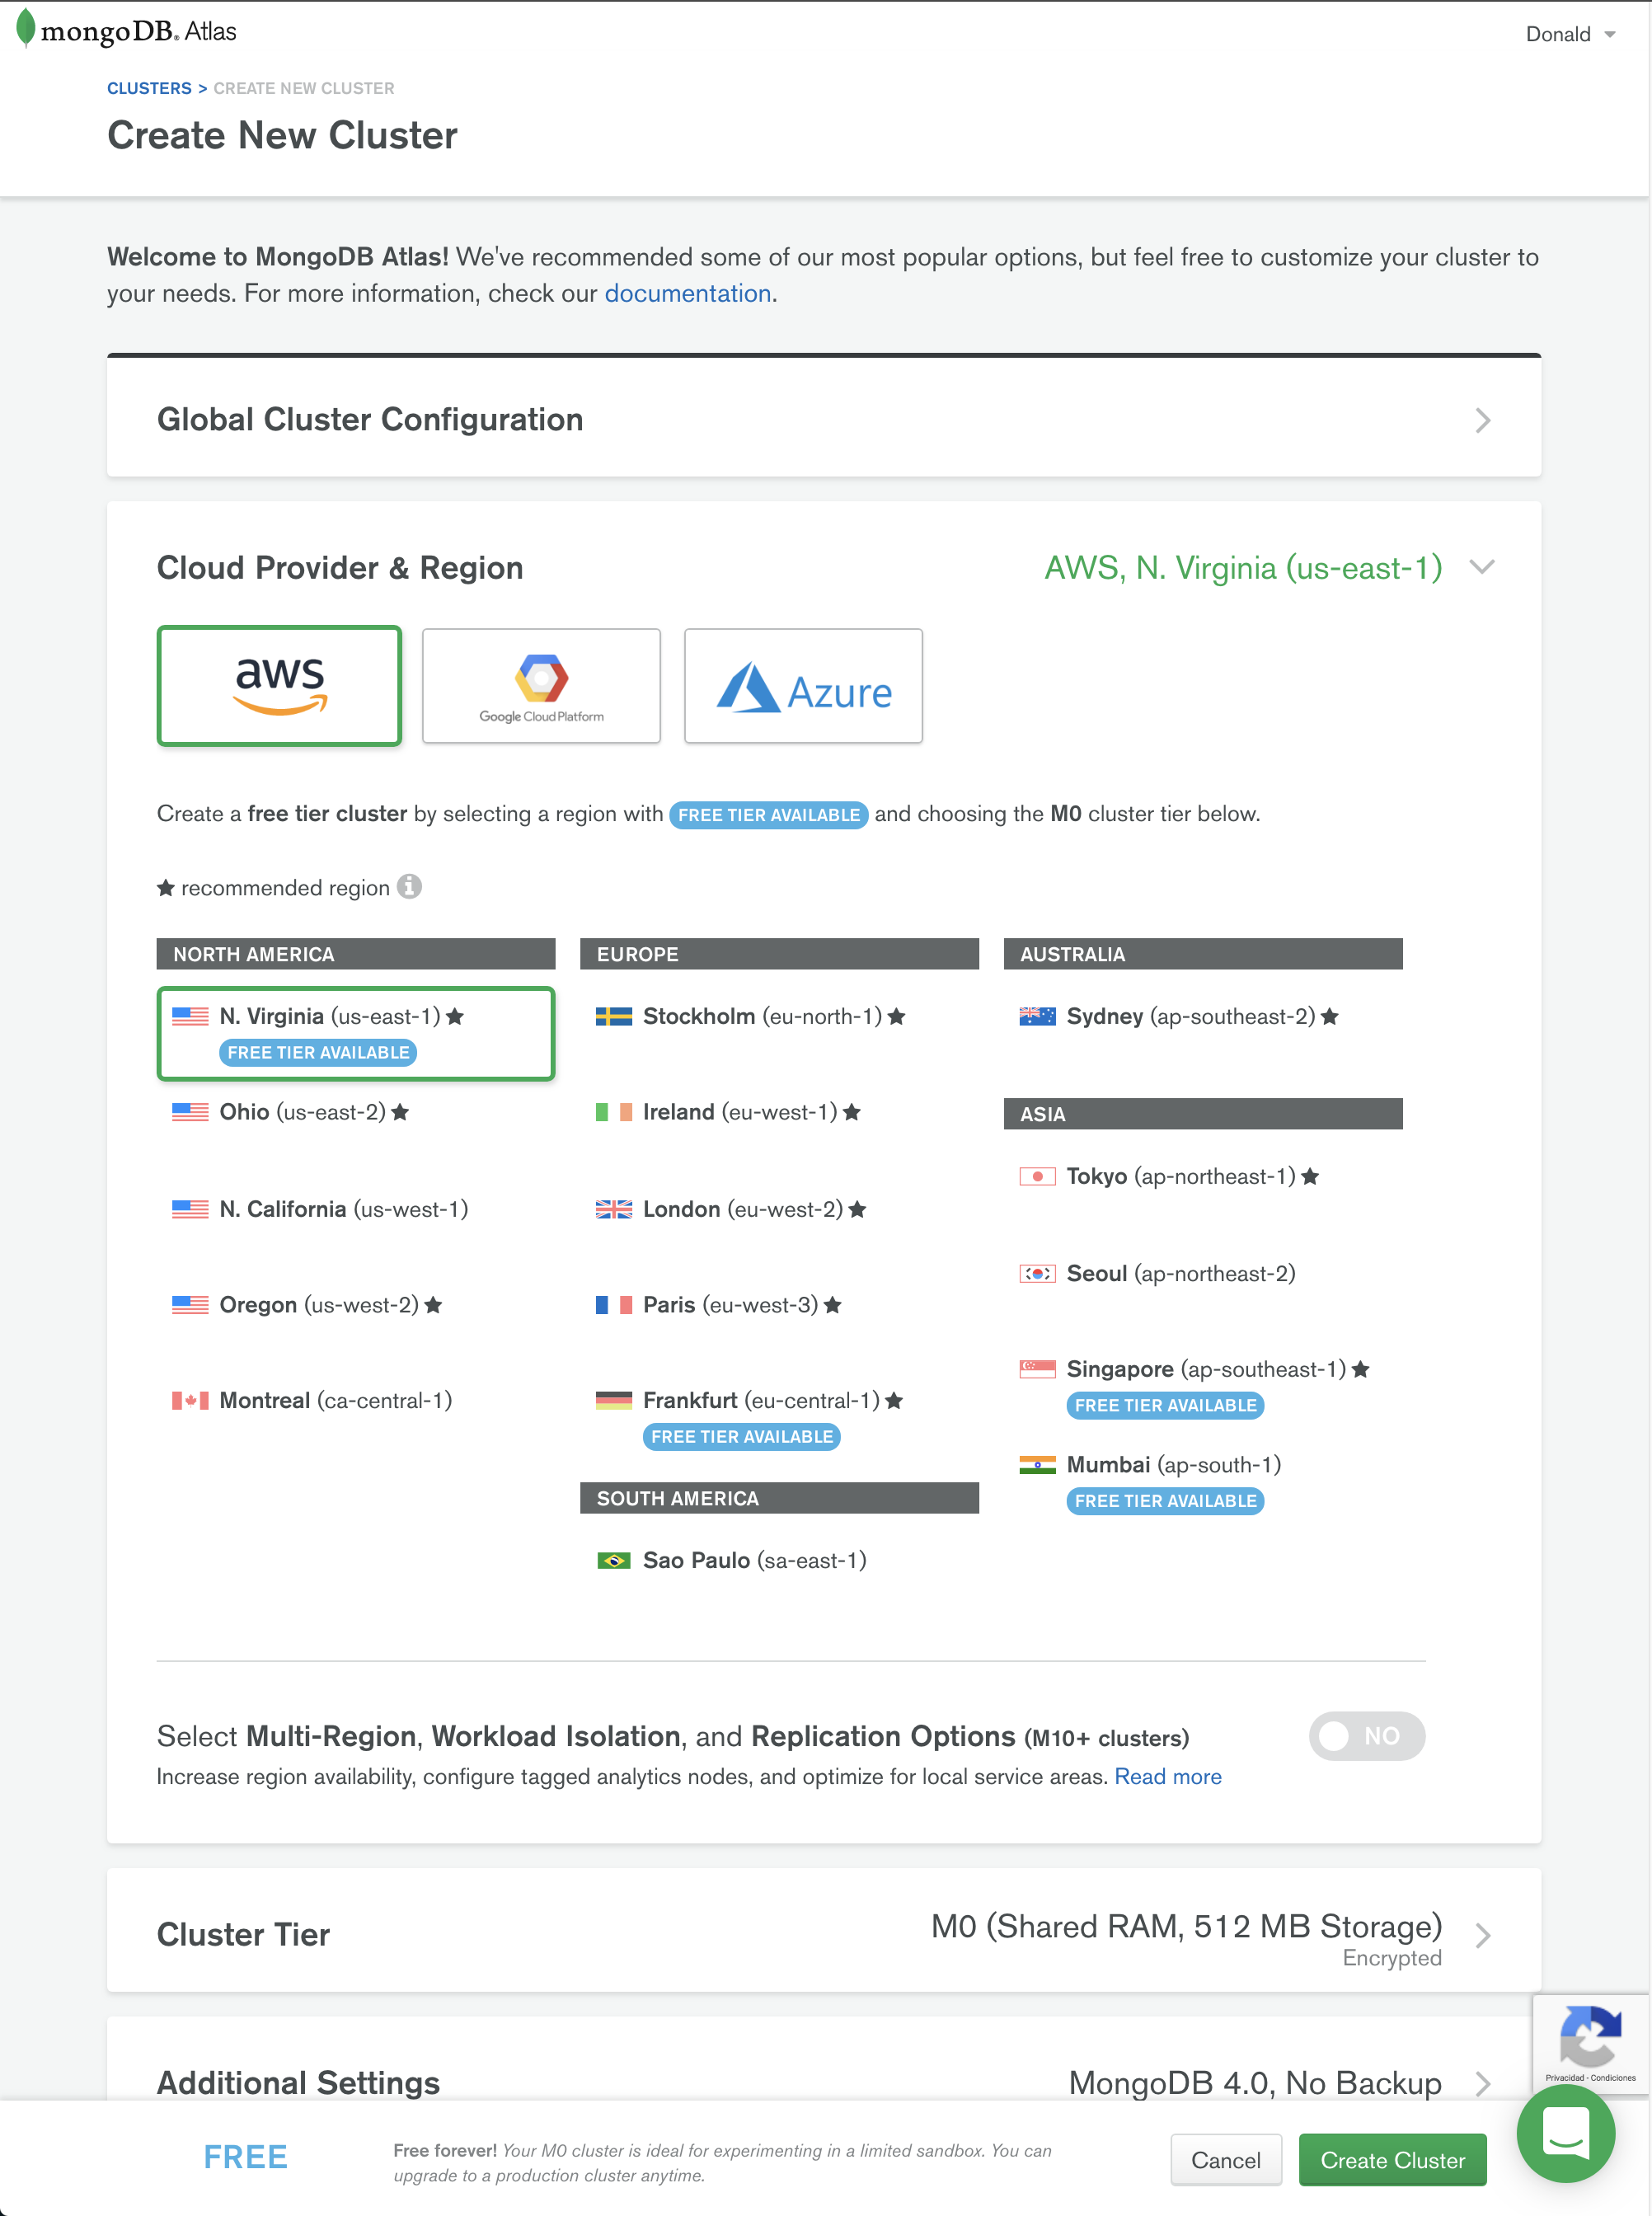 mongoDB. Atlas
Donald
CLUSTERS > CREATE NEW CLUSTER
Create New Cluster
Welcome to MongoDB Atlas! We've recommended some of our most popular options, but feel free to customize your cluster to
your needs. For more information, check our documentation.
Global Cluster Configuration
Cloud Provider & Region
AWS, N. Virginia (us-east-1)
aws
Google Cloud Platform
Azure
Create a free tier cluster by selecting a region with FREE TIER AVAILABLE and choosing the M0 cluster tier below.
★ recommended region i
NORTH AMERICA
N. Virginia (us-east-1) ★
FREE TIER AVAILABLE
Ohio (us-east-2) ★
N. California (us-west-1)
Oregon (us-west-2) ★
Montreal (ca-central-1)
EUROPE
Stockholm (eu-north-1) ★
Ireland (eu-west-1) ★
London (eu-west-2) ★
Paris (eu-west-3) ★
Frankfurt (eu-central-1) ★
FREE TIER AVAILABLE
SOUTH AMERICA
Sao Paulo (sa-east-1)
AUSTRALIA
Sydney (ap-southeast-2) ★
ASIA
Tokyo (ap-northeast-1) ★
Seoul (ap-northeast-2)
Singapore (ap-southeast-1) ★
FREE TIER AVAILABLE
Mumbai (ap-south-1)
FREE TIER AVAILABLE
Select Multi-Region, Workload Isolation, and Replication Options (M10+ clusters)
NO
Increase region availability, configure tagged analytics nodes, and optimize for local service areas. Read more
Cluster Tier
M0 (Shared RAM, 512 MB Storage)
Encrypted
Additional Settings
MongoDB 4.0, No Backup
Privacidad - Condiciones
FREE
Free forever! Your M0 cluster is ideal for experimenting in a limited sandbox. You can
upgrade to a production cluster anytime.
Cancel
Create Cluster